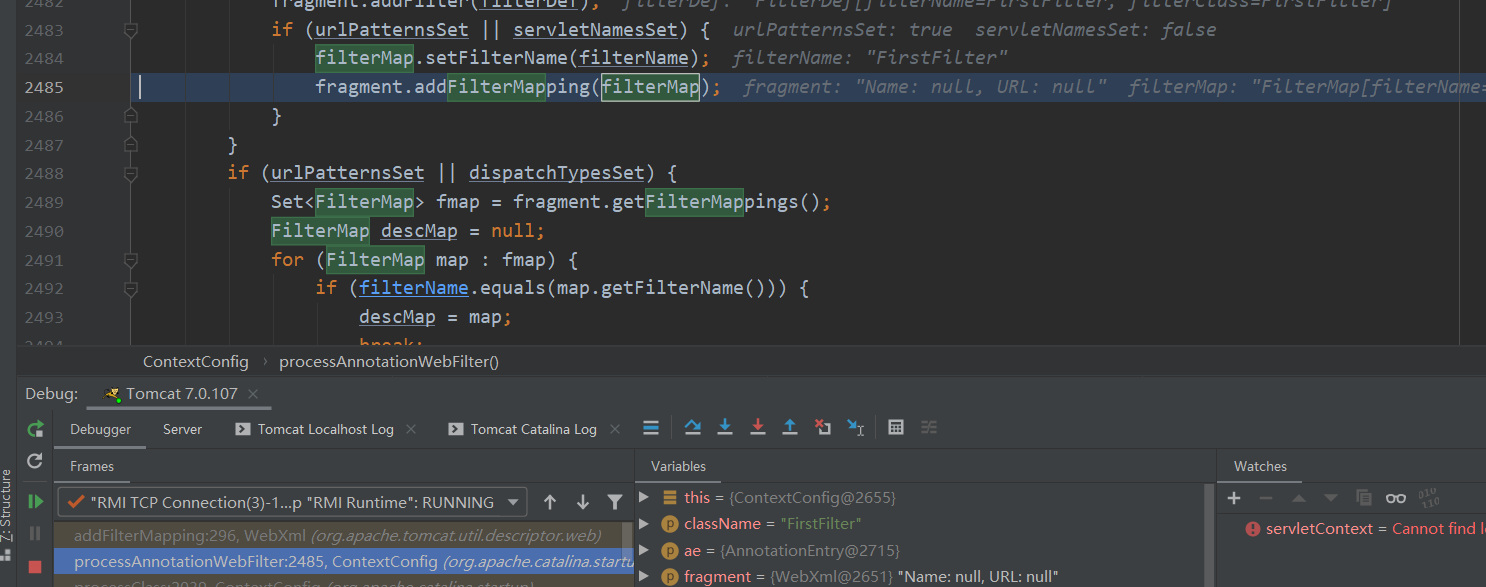 2482 fragment.addFilter(filterDef); filterDef: "FilterDef[filterName=FirstFilter, filterClass=FirstFilter]
2483 if (urlPatternsSet || servletNamesSet) { urlPatternsSet: true servletNamesSet: false
2484 filterMap.setFilterName(filterName); filterName: "FirstFilter"
2485 fragment.addFilterMapping(filterMap); fragment: "Name: null, URL: null" filterMap: "FilterMap[filterName=
2486 }
2487 }
2488 if (urlPatternsSet || dispatchTypesSet) {
2489 Set<FilterMap> fmap = fragment.getFilterMappings();
2490 FilterMap descMap = null;
2491 for (FilterMap map : fmap) {
2492 if (filterName.equals(map.getFilterName())) {
2493 descMap = map;
2494 break;
ContextConfig › processAnnotationWebFilter()
Debug: Tomcat 7.0.107
Debugger Server Tomcat Localhost Log Tomcat Catalina Log
Frames Variables Watches
"RMI TCP Connection(3)-1...p "RMI Runtime": RUNNING
addFilterMapping:296, WebXml (org.apache.tomcat.util.descriptor.web)
processAnnotationWebFilter:2485, ContextConfig (org.apache.catalina.startu
processClass:2038, ContextConfig (org.apache.catalina.startup)
this = {ContextConfig@2655}
className = "FirstFilter"
ae = {AnnotationEntry@2715}
fragment = {WebXml@2651} "Name: null, URL: null"
servletContext = Cannot find l
Z: Structure